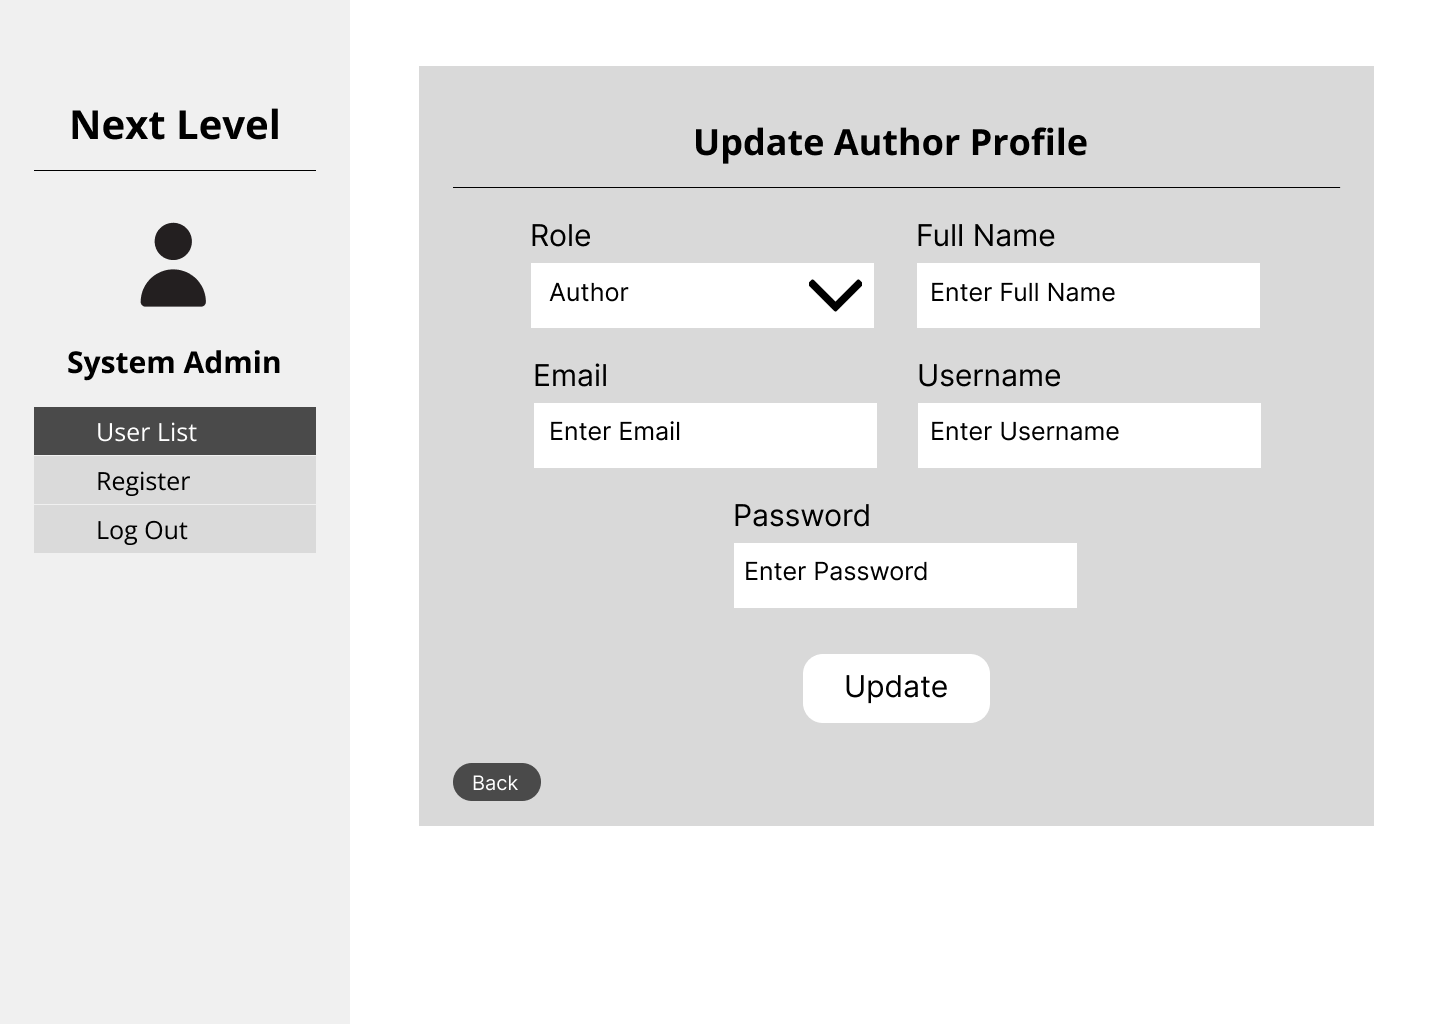 Next Level
System Admin
User List
Register
Log Out
Update Author Profile
Role
Full Name
Author
Enter Full Name
Email
Username
Enter Email
Enter Username
Password
Enter Password
Update
Back